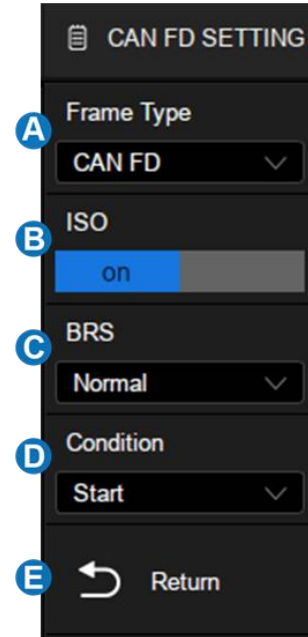 CAN FD SETTING
A
Frame Type
CAN FD
B
ISO
on
C
BRS
Normal
D
Condition
Start
E
Return